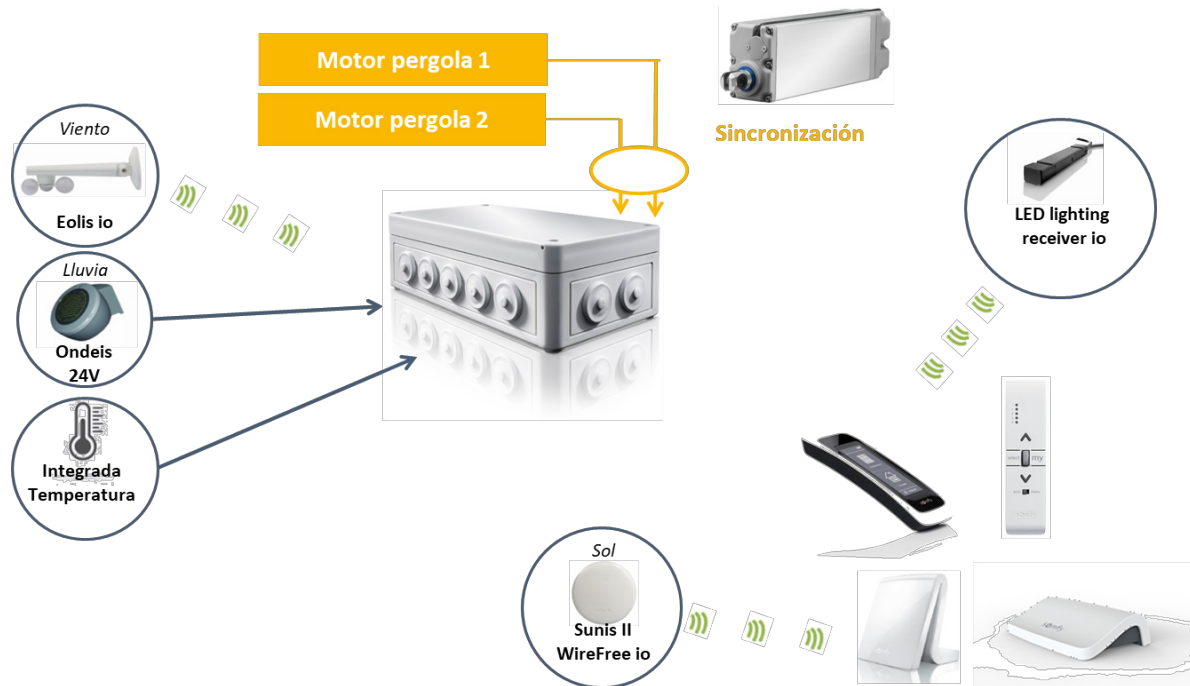 Motor pergola 1
Motor pergola 2
Sincronización
Viento
Eolis io
LED lighting
receiver io
Lluvia
Ondeis
24V
Integrada
Temperatura
my
Sol
Sunis II
WireFree io
somfy